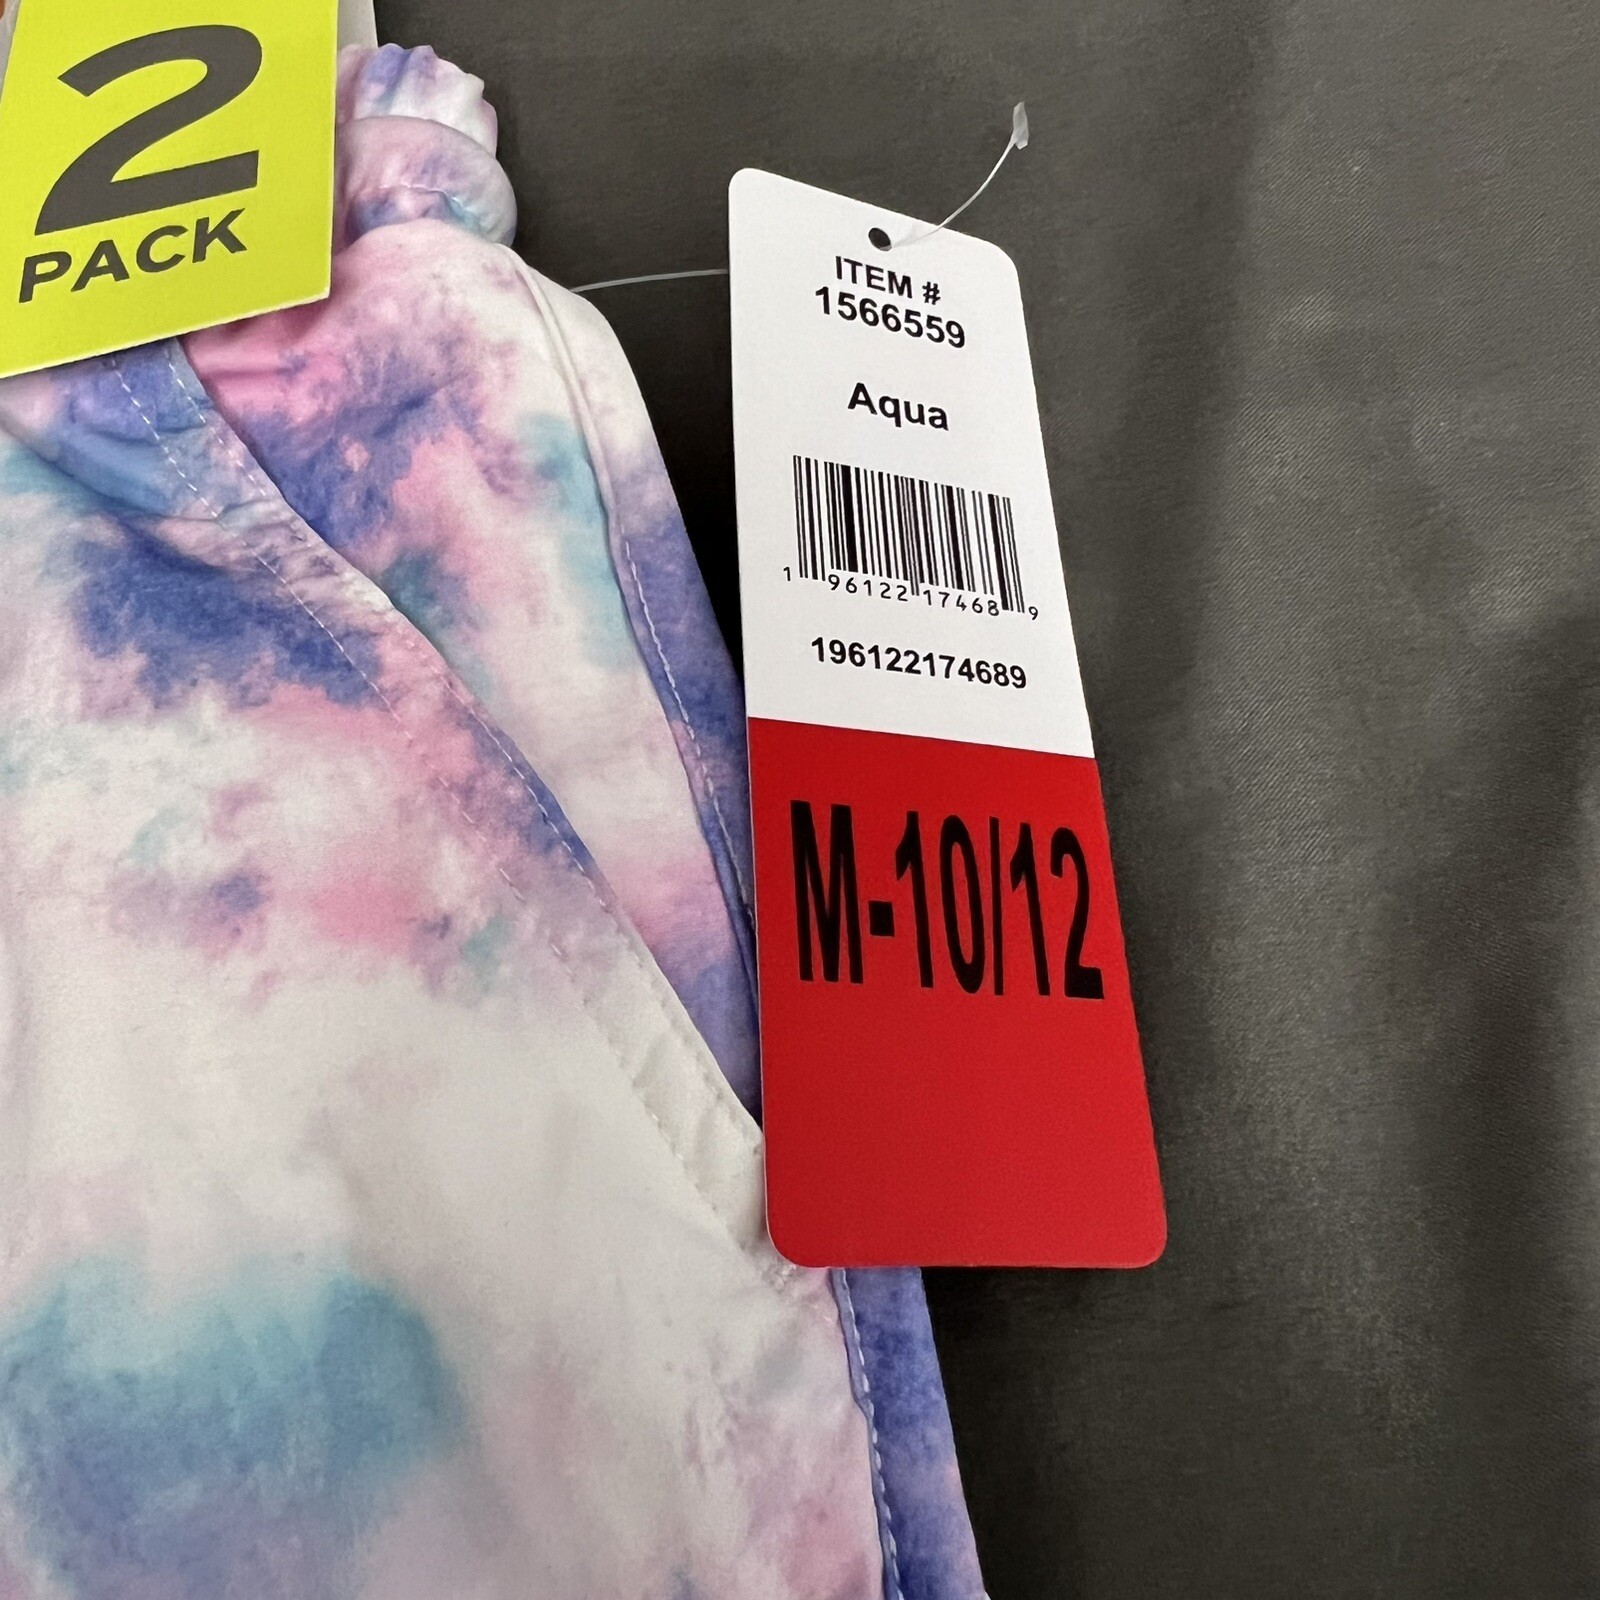 2
PACK
ITEM #
1566559
Aqua
1 96122 17468 9
196122174689
M-10/12